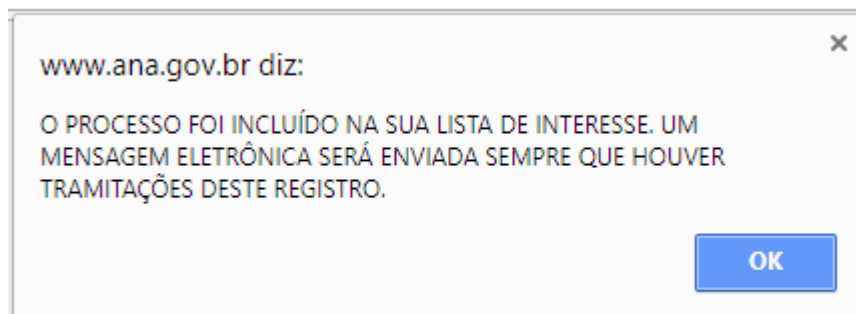 www.ana.gov.br diz:
O PROCESSO FOI INCLUÍDO NA SUA LISTA DE INTERESSE. UM
MENSAGEM ELETRÔNICA SERÁ ENVIADA SEMPRE QUE HOUVER
TRAMITAÇÕES DESTE REGISTRO.
OK